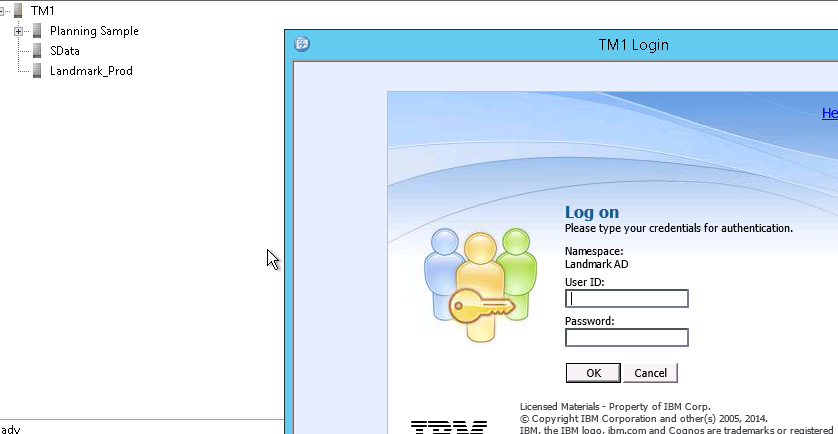 TM1
Planning Sample
SData
Landmark_Prod
TM1 Login
He
Log on
Please type your credentials for authentication.
Namespace:
Landmark AD
User ID:
Password:
OK Cancel
Licensed Materials - Property of IBM Corp.
© Copyright IBM Corporation and other(s) 2005, 2014.
IBM, the IBM logo, ibm.com and Cognos are trademarks or registered
IBM
ady